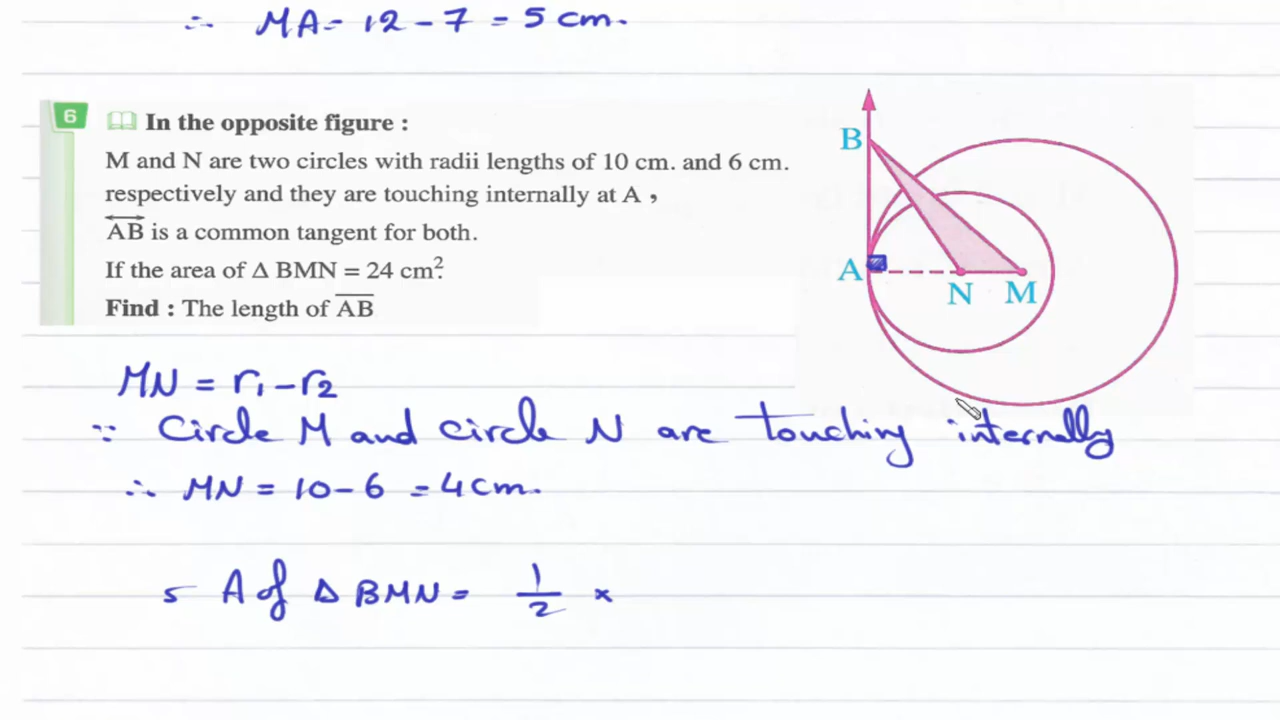 ∴ MA = 12 - 7 = 5 cm.
6
In the opposite figure :
M and N are two circles with radii lengths of 10 cm. and 6 cm.
respectively and they are touching internally at A ,
AB is a common tangent for both.
If the area of Δ BMN = 24 cm².
Find : The length of AB
B
A
N
M
MN = r₁ - r₂
∵ Circle M and circle N are touching internally
∴ MN = 10 - 6 = 4 cm.
, A of Δ BMN = 1/2 ×